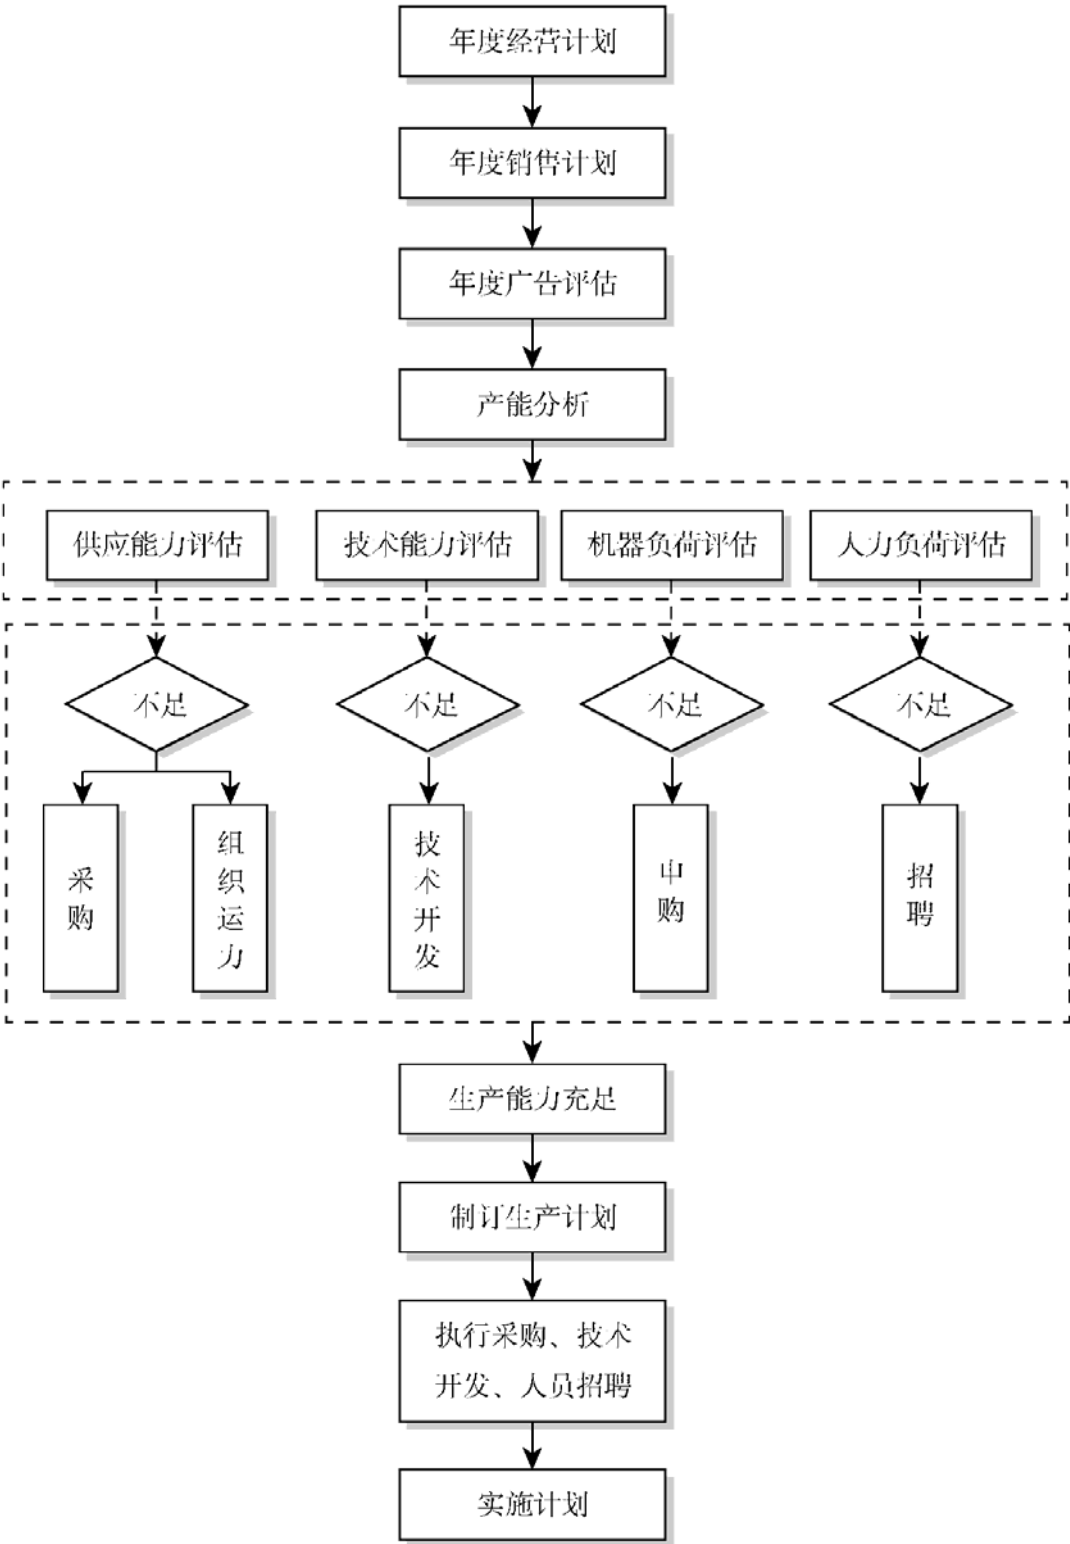 年度经营计划
年度销售计划
年度广告评估
产能分析
供应能力评估
技术能力评估
机器负荷评估
人力负荷评估
不足
不足
不足
不足
采购
组织运力
技术开发
申购
招聘
生产能力充足
制订生产计划
执行采购、技术
开发、人员招聘
实施计划